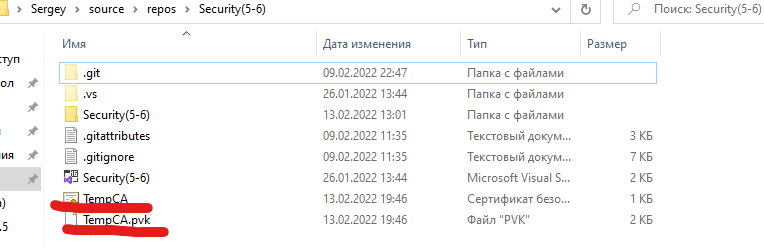 Sergey > source > repos > Security(5-6)
Поиск: Security(5-6)
Имя Дата изменения Тип Размер
.git 09.02.2022 22:47 Папка с файлами
.vs 26.01.2022 13:44 Папка с файлами
Security(5-6) 13.02.2022 13:01 Папка с файлами
.gitattributes 09.02.2022 11:35 Текстовый докум... 3 КБ
.gitignore 09.02.2022 11:35 Текстовый докум... 7 КБ
Security(5-6) 26.01.2022 13:44 Microsoft Visual S... 2 КБ
TempCA 13.02.2022 19:46 Сертификат безо... 1 КБ
TempCA.pvk 13.02.2022 19:46 Файл "PVK" 2 КБ
ступ
гол
ния
а)
.5